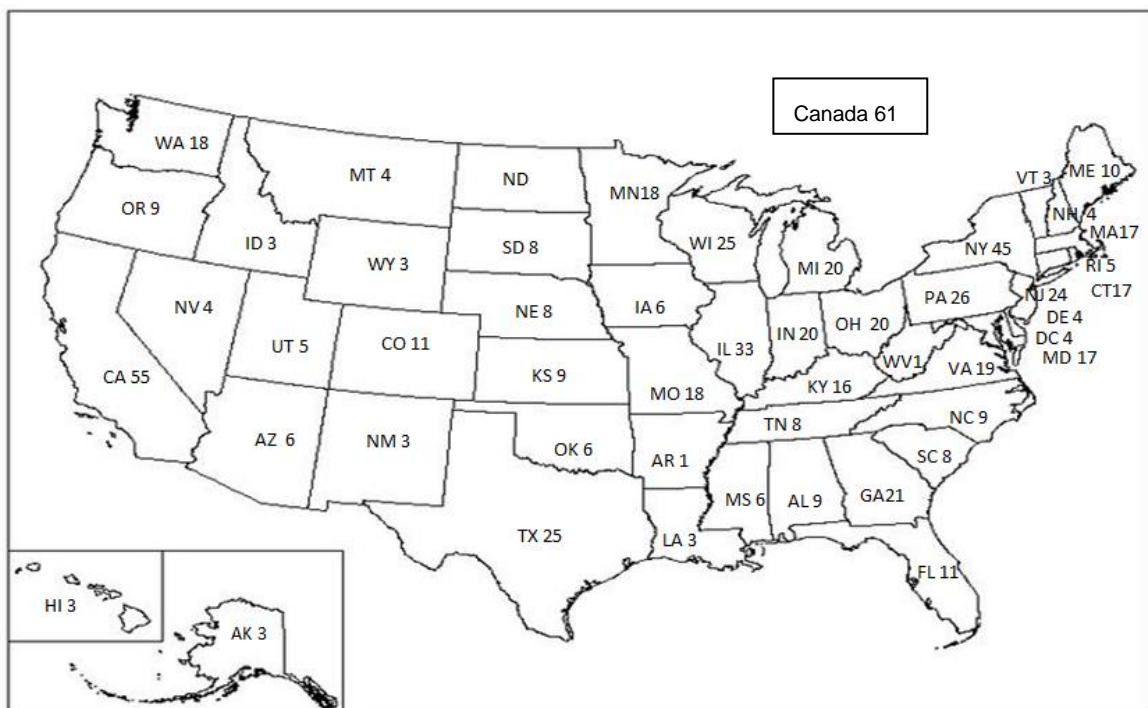 Canada 61
WA 18
MT 4
ND
MN18
VT 3
ME 10
OR 9
ID 3
SD 8
WI 25
MI 20
NH 4
NY 45
MA17
RI 5
WY 3
NV 4
NE 8
IA 6
PA 26
NJ 24
CT17
DE 4
UT 5
CO 11
IL 33
IN 20
OH 20
DC 4
MD 17
CA 55
KS 9
MO 18
KY 16
WV1
VA 19
AZ 6
NM 3
OK 6
AR 1
TN 8
NC 9
SC 8
MS 6
AL 9
GA21
TX 25
LA 3
FL 11
HI 3
AK 3